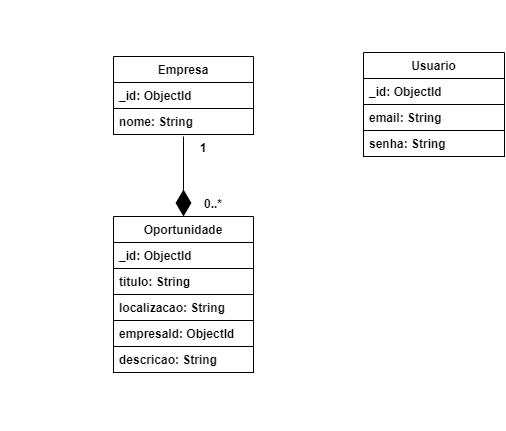 Empresa
_id: ObjectId
nome: String
1
0..*
Oportunidade
_id: ObjectId
titulo: String
localizacao: String
empresaId: ObjectId
descricao: String
Usuario
_id: ObjectId
email: String
senha: String